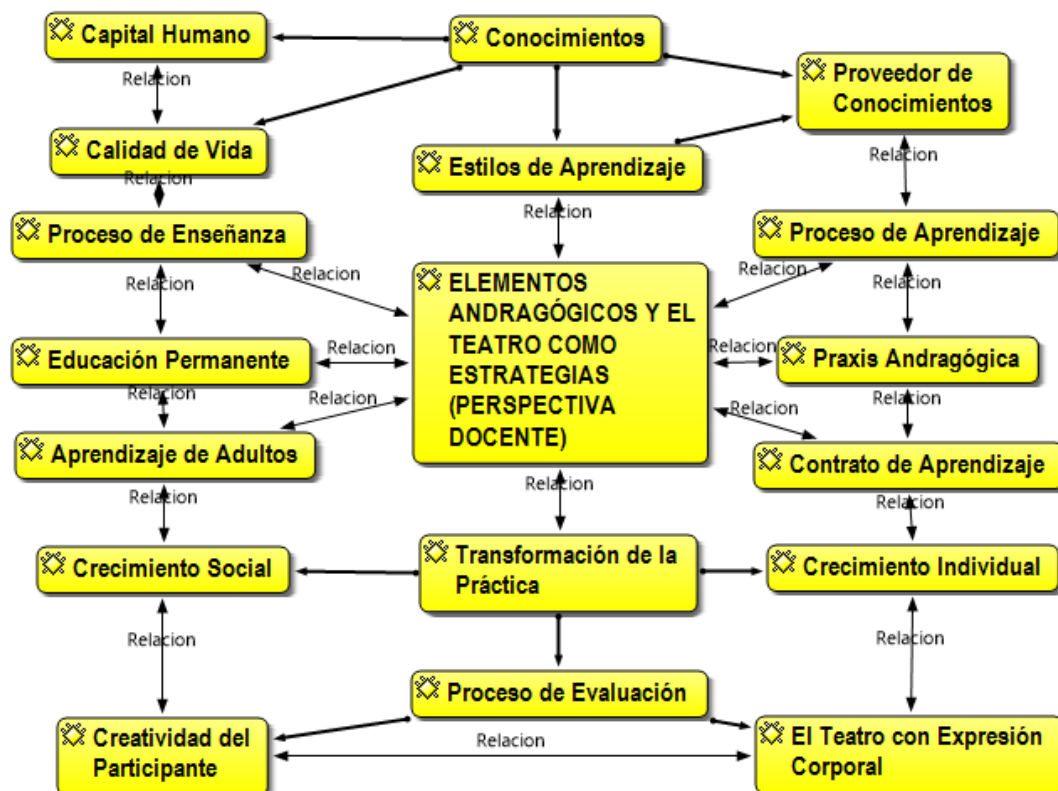 Capital Humano
Conocimientos
Relacion
Proveedor de
Conocimientos
Calidad de Vida
Estilos de Aprendizaje
Relacion
Relacion
Relacion
Proceso de Enseñanza
Proceso de Aprendizaje
Relacion
Relacion
Relacion
Relacion
ELEMENTOS
ANDRAGÓGICOS Y EL
TEATRO COMO
ESTRATEGIAS
(PERSPECTIVA
DOCENTE)
Educación Permanente
Relacion
Relacion
Praxis Andragógica
Relacion
Relacion
Relacion
Relacion
Aprendizaje de Adultos
Contrato de Aprendizaje
Relacion
Relacion
Relacion
Crecimiento Social
Transformación de la
Práctica
Crecimiento Individual
Relacion
Relacion
Proceso de Evaluación
Creatividad del
Participante
Relacion
El Teatro con Expresión
Corporal